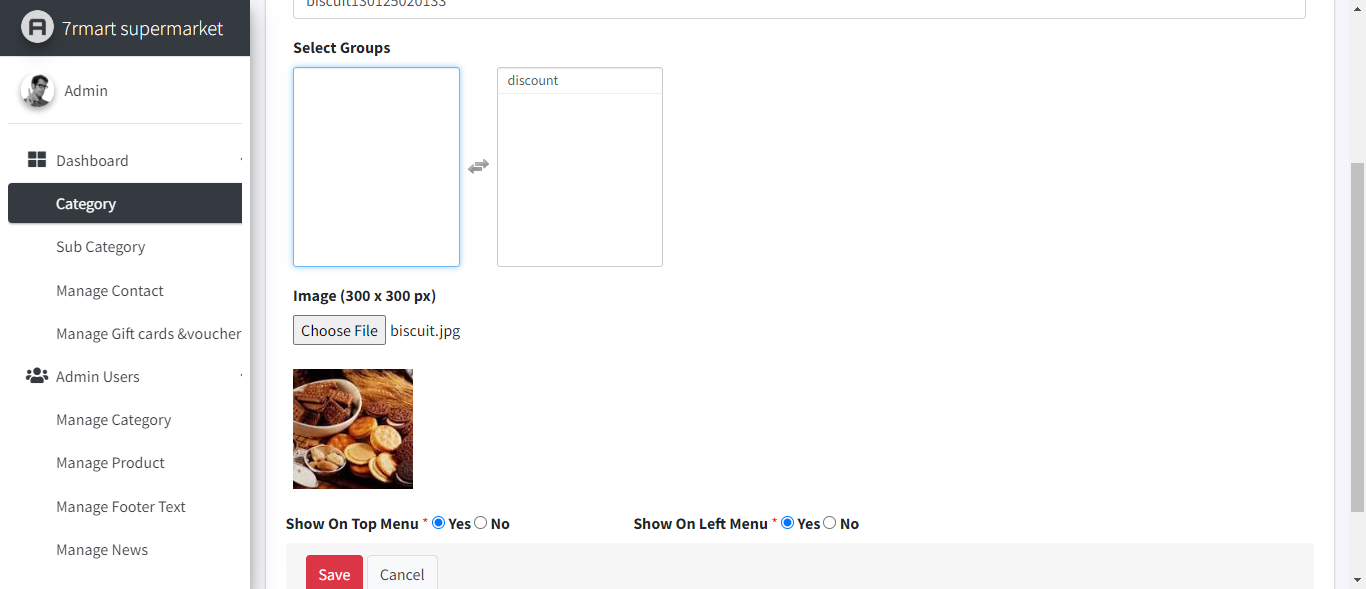 7rmart supermarket
Admin
Dashboard
Category
Sub Category
Manage Contact
Manage Gift cards &voucher
Admin Users
Manage Category
Manage Product
Manage Footer Text
Manage News
biscuit130125020133
Select Groups
discount
Image (300 x 300 px)
Choose File biscuit.jpg
Show On Top Menu * Yes No Show On Left Menu * Yes No
Save Cancel